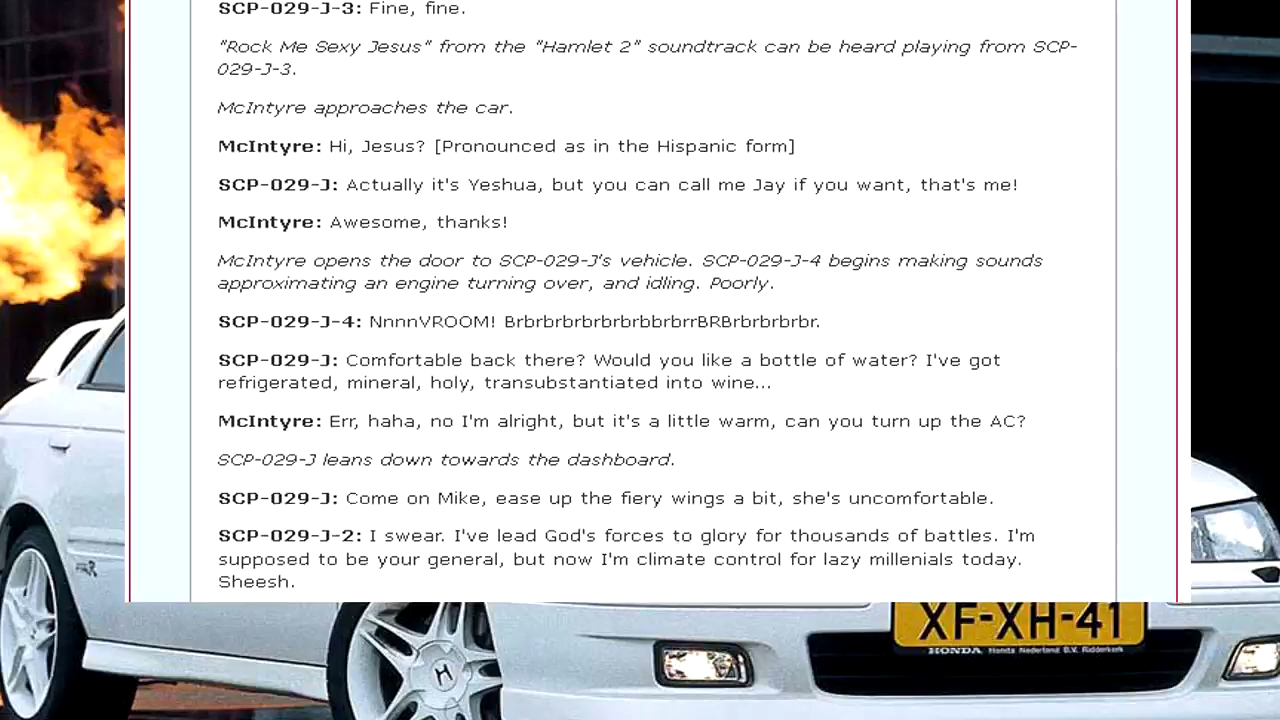 SCP-029-J-3: Fine, fine.
"Rock Me Sexy Jesus" from the "Hamlet 2" soundtrack can be heard playing from SCP-
029-J-3.
McIntyre approaches the car.
McIntyre: Hi, Jesus? [Pronounced as in the Hispanic form]
SCP-029-J: Actually it's Yeshua, but you can call me Jay if you want, that's me!
McIntyre: Awesome, thanks!
McIntyre opens the door to SCP-029-J's vehicle. SCP-029-J-4 begins making sounds
approximating an engine turning over, and idling. Poorly.
SCP-029-J-4: NnnnVROOM! BrbrbrbrbrbrbrbbrbrrBRBrbrbrbrbr.
SCP-029-J: Comfortable back there? Would you like a bottle of water? I've got
refrigerated, mineral, holy, transubstantiated into wine...
McIntyre: Err, haha, no I'm alright, but it's a little warm, can you turn up the AC?
SCP-029-J leans down towards the dashboard.
SCP-029-J: Come on Mike, ease up the fiery wings a bit, she's uncomfortable.
SCP-029-J-2: I swear. I've lead God's forces to glory for thousands of battles. I'm
supposed to be your general, but now I'm climate control for lazy millenials today.
Sheesh.
XF-XH-41
HONDA Honda Nederland B.V. Ridderkerk